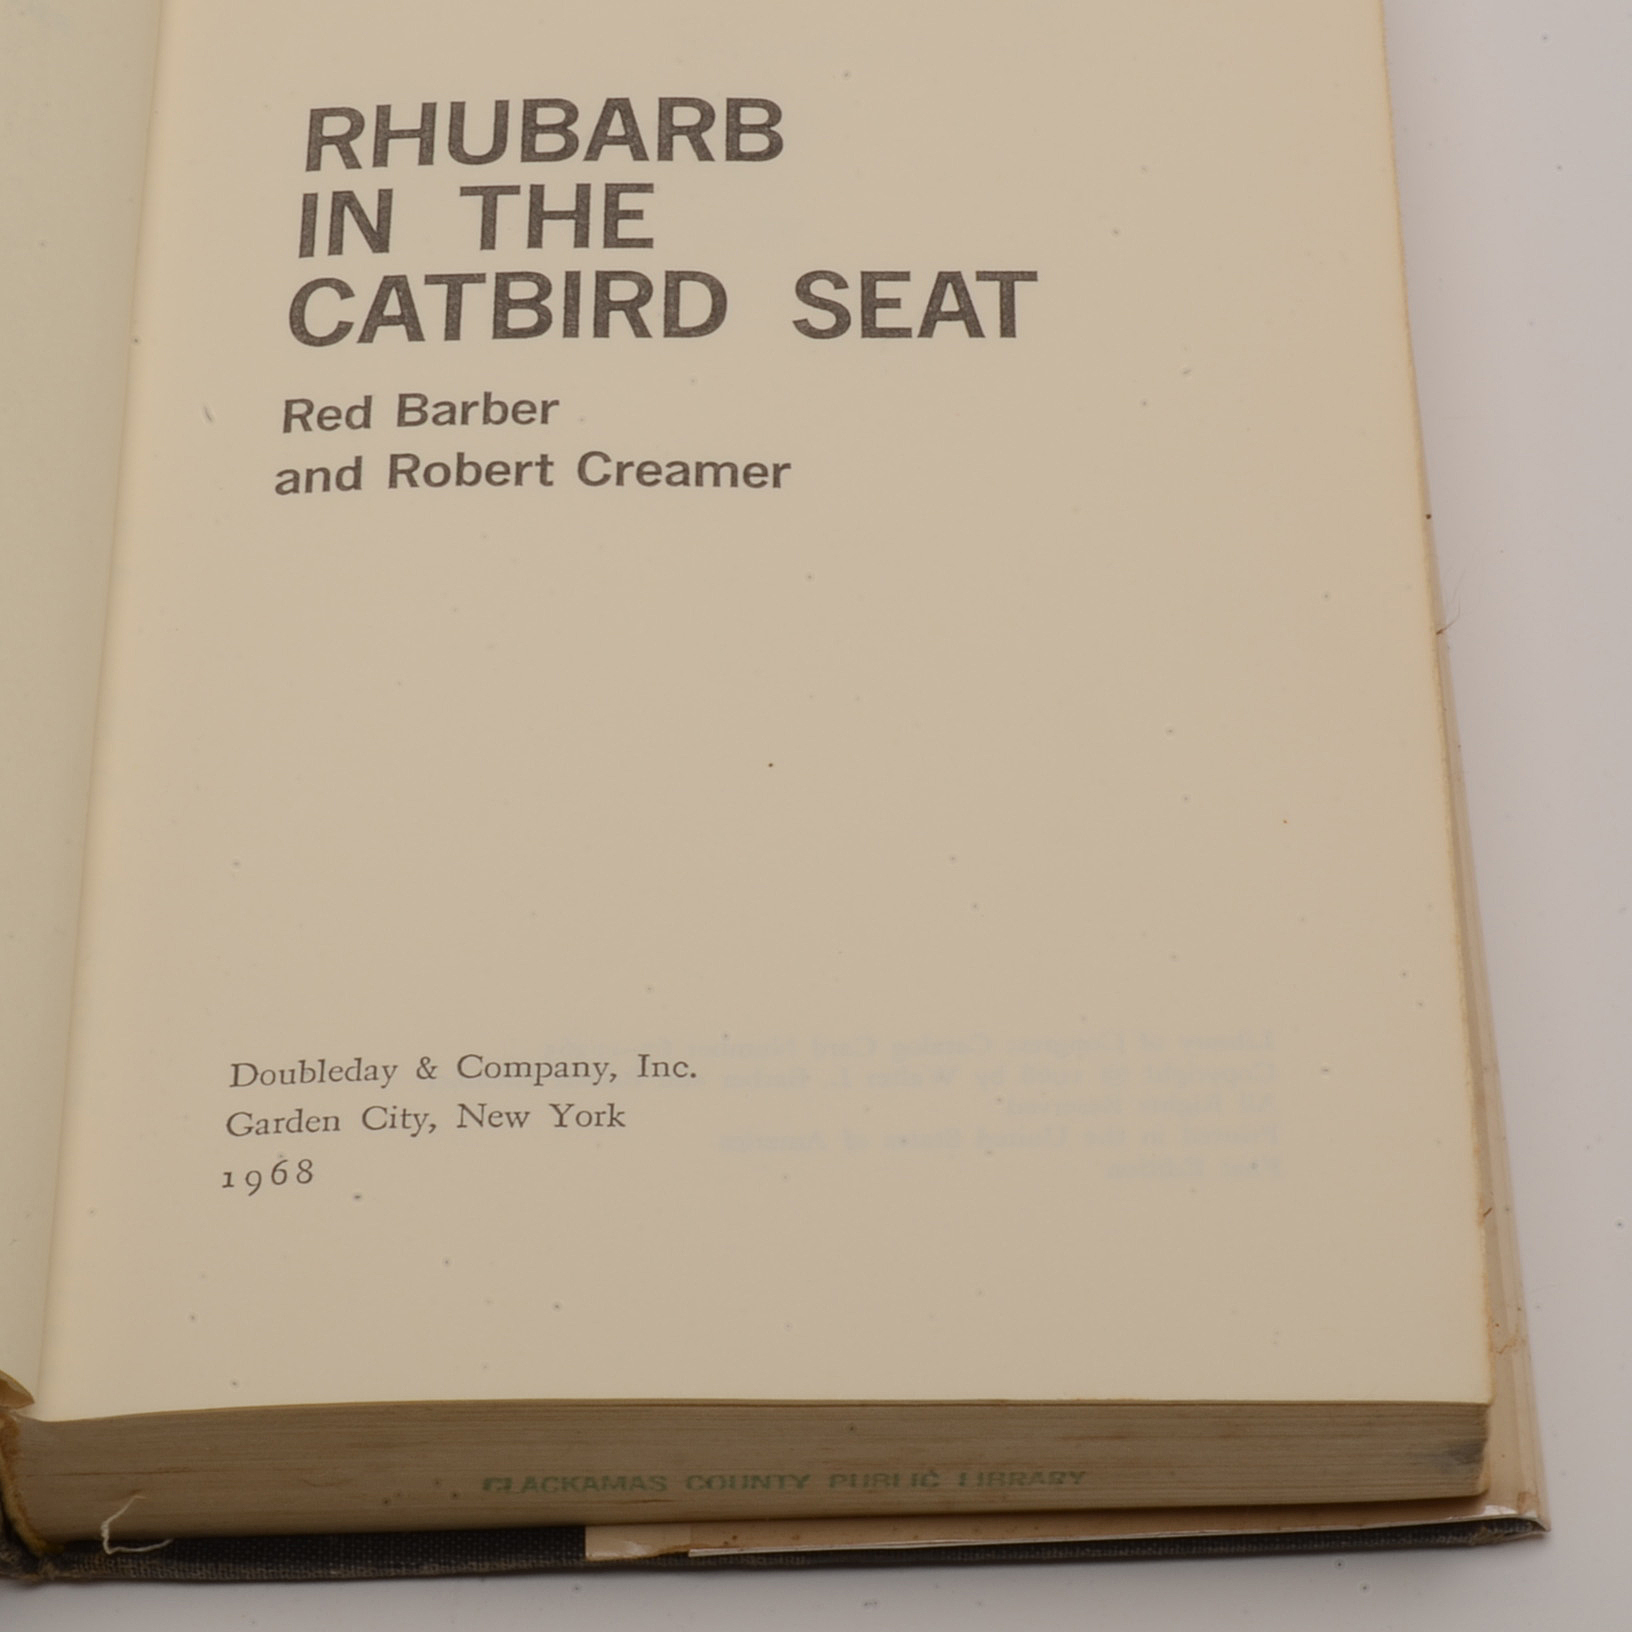 RHUBARB
IN THE
CATBIRD SEAT
Red Barber
and Robert Creamer
Doubleday & Company, Inc.
Garden City, New York
1968
CLACKAMAS COUNTY PUBLIC LIBRARY